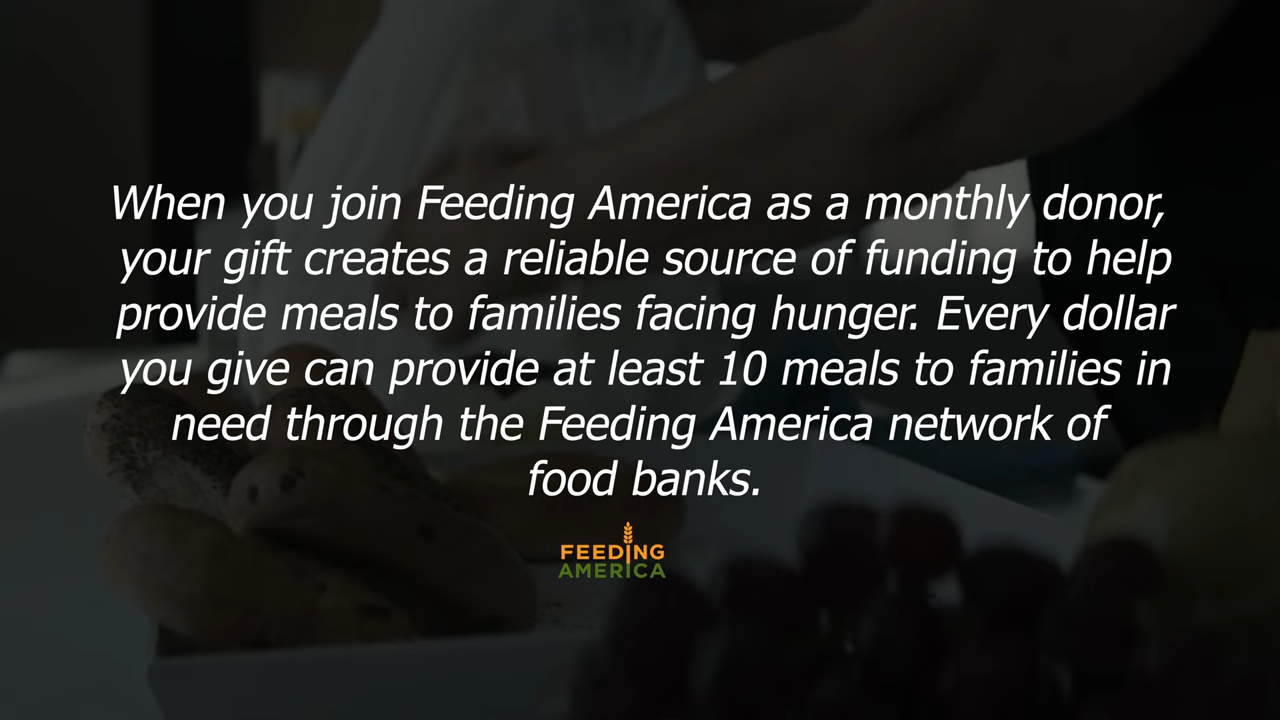 When you join Feeding America as a monthly donor,
your gift creates a reliable source of funding to help
provide meals to families facing hunger. Every dollar
you give can provide at least 10 meals to families in
need through the Feeding America network of
food banks.
FEEDING
AMERICA